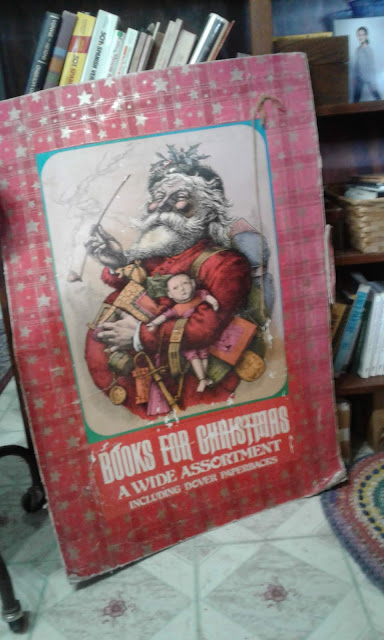 BOOKS FOR CHRISTMAS
A WIDE ASSORTMENT
INCLUDING DOVER PAPERBACKS